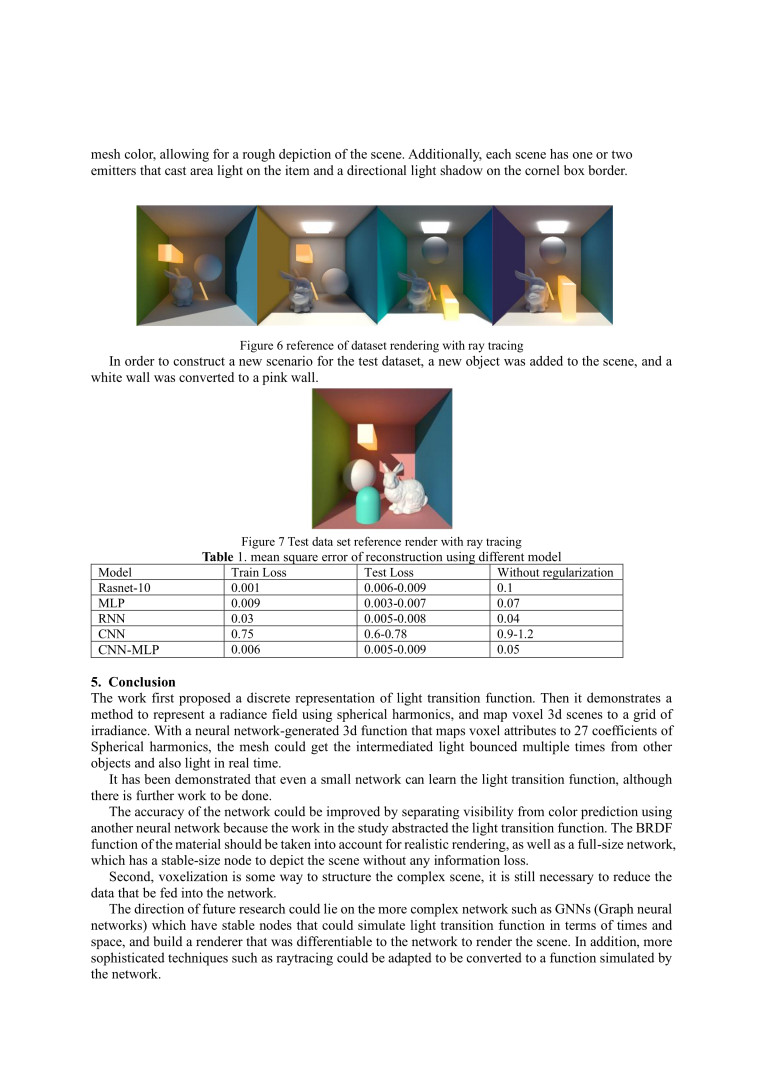 mesh color, allowing for a rough depiction of the scene. Additionally, each scene has one or two
emitters that cast area light on the item and a directional light shadow on the cornel box border.
Figure 6 reference of dataset rendering with ray tracing
In order to construct a new scenario for the test dataset, a new object was added to the scene, and a
white wall was converted to a pink wall.
Figure 7 Test data set reference render with ray tracing
Table 1. mean square error of reconstruction using different model
Model Train Loss Test Loss Without regularization
Rasnet-10 0.001 0.006-0.009 0.1
MLP 0.009 0.003-0.007 0.07
RNN 0.03 0.005-0.008 0.04
CNN 0.75 0.6-0.78 0.9-1.2
CNN-MLP 0.006 0.005-0.009 0.05
5. Conclusion
The work first proposed a discrete representation of light transition function. Then it demonstrates a
method to represent a radiance field using spherical harmonics, and map voxel 3d scenes to a grid of
irradiance. With a neural network-generated 3d function that maps voxel attributes to 27 coefficients of
Spherical harmonics, the mesh could get the intermediated light bounced multiple times from other
objects and also light in real time.
It has been demonstrated that even a small network can learn the light transition function, although
there is further work to be done.
The accuracy of the network could be improved by separating visibility from color prediction using
another neural network because the work in the study abstracted the light transition function. The BRDF
function of the material should be taken into account for realistic rendering, as well as a full-size network,
which has a stable-size node to depict the scene without any information loss.
Second, voxelization is some way to structure the complex scene, it is still necessary to reduce the
data that be fed into the network.
The direction of future research could lie on the more complex network such as GNNs (Graph neural
networks) which have stable nodes that could simulate light transition function in terms of times and
space, and build a renderer that was differentiable to the network to render the scene. In addition, more
sophisticated techniques such as raytracing could be adapted to be converted to a function simulated by
the network.